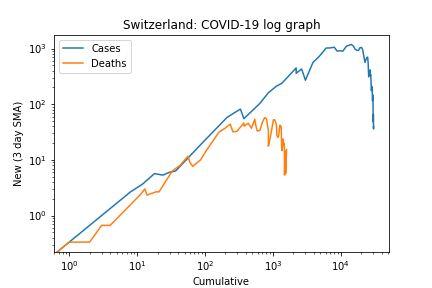 Switzerland: COVID-19 log graph
Cases
Deaths
New (3 day SMA)
10³
10²
10¹
10⁰
10⁰ 10¹ 10² 10³ 10⁴
Cumulative